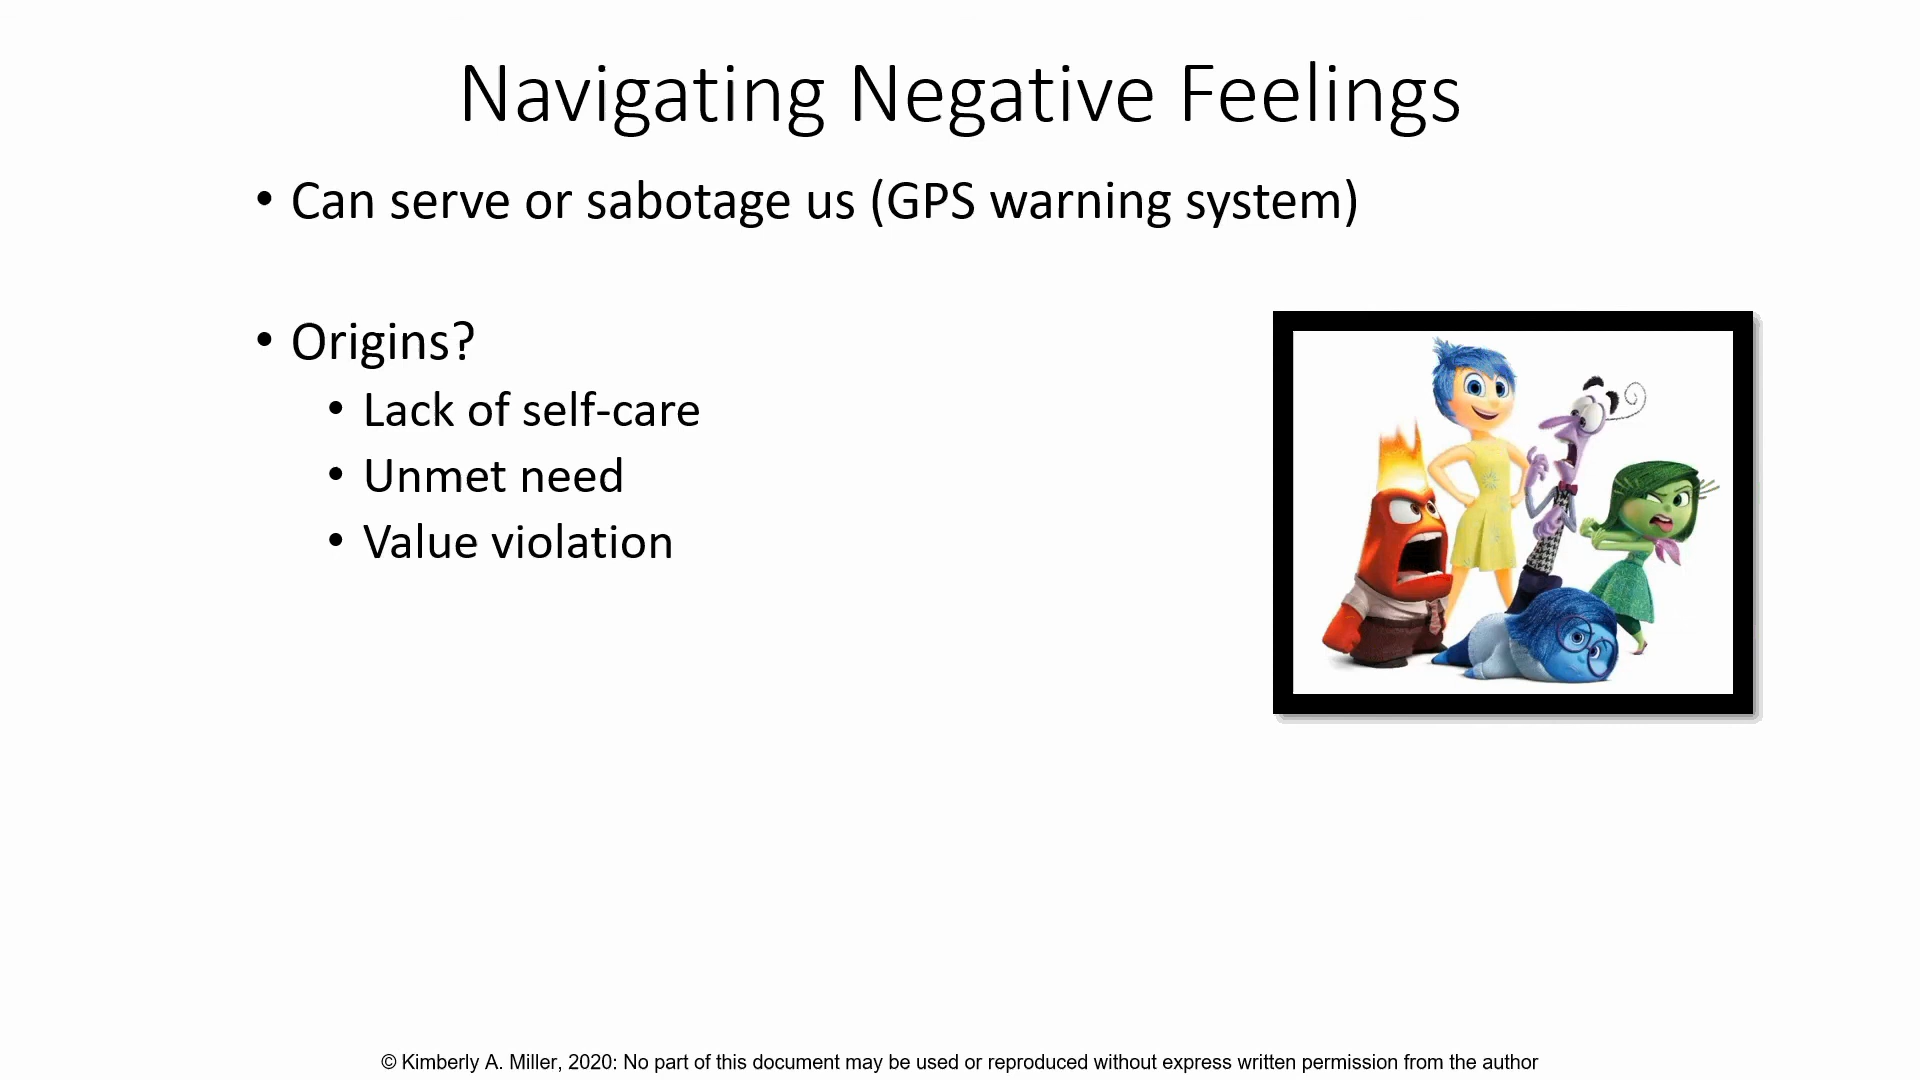 Navigating Negative Feelings
• Can serve or sabotage us (GPS warning system)
• Origins?
• Lack of self-care
• Unmet need
• Value violation
© Kimberly A. Miller, 2020: No part of this document may be used or reproduced without express written permission from the author